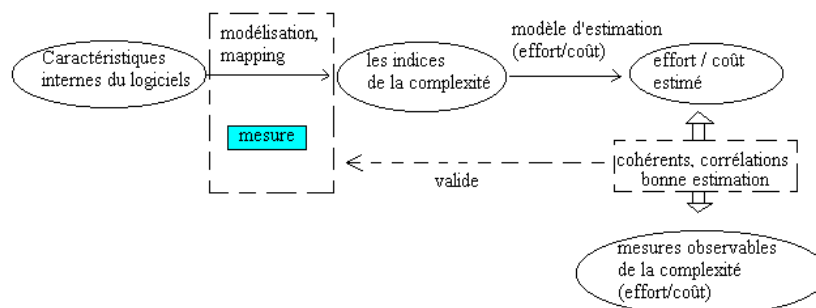 Caractéristiques
internes du logiciels
modélisation,
mapping
mesure
les indices
de la complexité
modèle d'estimation
(effort/coût)
effort / coût
estimé
cohérents, corrélations
bonne estimation
valide
mesures observables
de la complexité
(effort/coût)